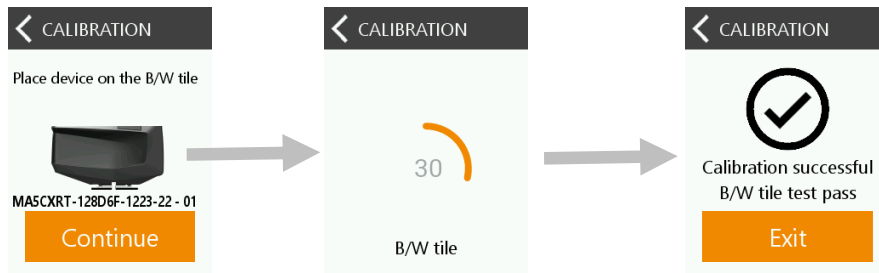 CALIBRATION
Place device on the B/W tile
MA5CXRT-128D6F-1223-22 - 01
Continue
CALIBRATION
30
B/W tile
CALIBRATION
Calibration successful
B/W tile test pass
Exit